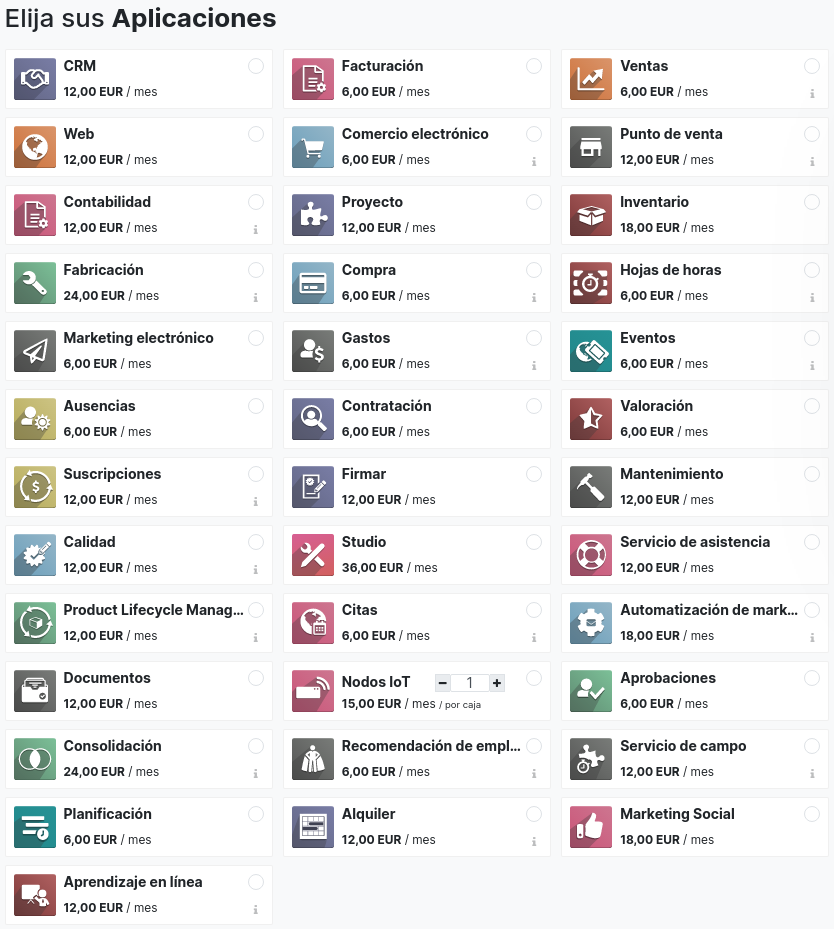 Elija sus Aplicaciones
CRM
12,00 EUR / mes
Facturación
6,00 EUR / mes
Ventas
6,00 EUR / mes
Web
12,00 EUR / mes
Comercio electrónico
6,00 EUR / mes
Punto de venta
12,00 EUR / mes
Contabilidad
12,00 EUR / mes
Proyecto
12,00 EUR / mes
Inventario
18,00 EUR / mes
Fabricación
24,00 EUR / mes
Compra
6,00 EUR / mes
Hojas de horas
6,00 EUR / mes
Marketing electrónico
6,00 EUR / mes
Gastos
6,00 EUR / mes
Eventos
6,00 EUR / mes
Ausencias
6,00 EUR / mes
Contratación
6,00 EUR / mes
Valoración
6,00 EUR / mes
Suscripciones
12,00 EUR / mes
Firmar
12,00 EUR / mes
Mantenimiento
12,00 EUR / mes
Calidad
12,00 EUR / mes
Studio
36,00 EUR / mes
Servicio de asistencia
12,00 EUR / mes
Product Lifecycle Manag...
12,00 EUR / mes
Citas
6,00 EUR / mes
Automatización de mark...
18,00 EUR / mes
Documentos
12,00 EUR / mes
Nodos IoT − 1 +
15,00 EUR / mes / por caja
Aprobaciones
6,00 EUR / mes
Consolidación
24,00 EUR / mes
Recomendación de empl...
6,00 EUR / mes
Servicio de campo
12,00 EUR / mes
Planificación
6,00 EUR / mes
Alquiler
12,00 EUR / mes
Marketing Social
18,00 EUR / mes
Aprendizaje en línea
12,00 EUR / mes